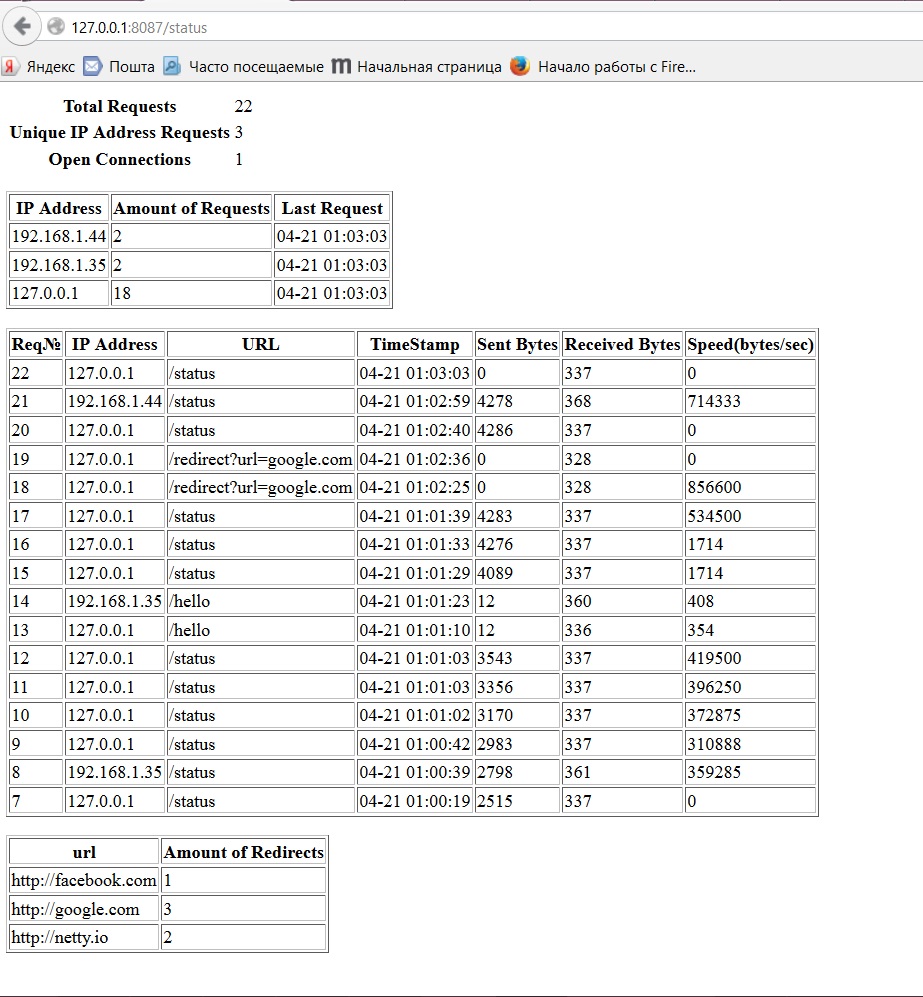 127.0.0.1:8087/status
Яндекс Пошта Часто посещаемые Начальная страница Начало работы с Fire...
Total Requests 22
Unique IP Address Requests 3
Open Connections 1
IP Address Amount of Requests Last Request
192.168.1.44 2 04-21 01:03:03
192.168.1.35 2 04-21 01:03:03
127.0.0.1 18 04-21 01:03:03
Req№ IP Address URL TimeStamp Sent Bytes Received Bytes Speed(bytes/sec)
22 127.0.0.1 /status 04-21 01:03:03 0 337 0
21 192.168.1.44 /status 04-21 01:02:59 4278 368 714333
20 127.0.0.1 /status 04-21 01:02:40 4286 337 0
19 127.0.0.1 /redirect?url=google.com 04-21 01:02:36 0 328 0
18 127.0.0.1 /redirect?url=google.com 04-21 01:02:25 0 328 856600
17 127.0.0.1 /status 04-21 01:01:39 4283 337 534500
16 127.0.0.1 /status 04-21 01:01:33 4276 337 1714
15 127.0.0.1 /status 04-21 01:01:29 4089 337 1714
14 192.168.1.35 /hello 04-21 01:01:23 12 360 408
13 127.0.0.1 /hello 04-21 01:01:10 12 336 354
12 127.0.0.1 /status 04-21 01:01:03 3543 337 419500
11 127.0.0.1 /status 04-21 01:01:03 3356 337 396250
10 127.0.0.1 /status 04-21 01:01:02 3170 337 372875
9 127.0.0.1 /status 04-21 01:00:42 2983 337 310888
8 192.168.1.35 /status 04-21 01:00:39 2798 361 359285
7 127.0.0.1 /status 04-21 01:00:19 2515 337 0
url Amount of Redirects
http://facebook.com 1
http://google.com 3
http://netty.io 2